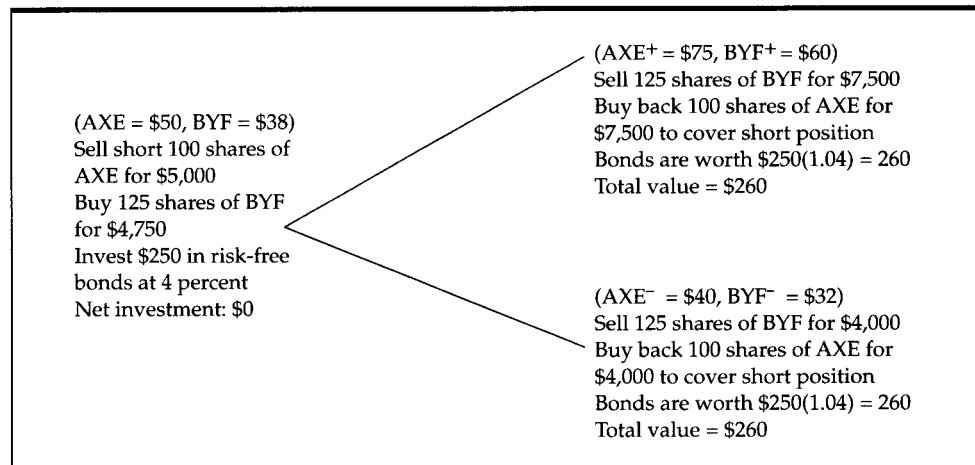 (AXE = $50, BYF = $38)
Sell short 100 shares of
AXE for $5,000
Buy 125 shares of BYF
for $4,750
Invest $250 in risk-free
bonds at 4 percent
Net investment: $0
(AXE+ = $75, BYF+ = $60)
Sell 125 shares of BYF for $7,500
Buy back 100 shares of AXE for
$7,500 to cover short position
Bonds are worth $250(1.04) = 260
Total value = $260
(AXE− = $40, BYF− = $32)
Sell 125 shares of BYF for $4,000
Buy back 100 shares of AXE for
$4,000 to cover short position
Bonds are worth $250(1.04) = 260
Total value = $260